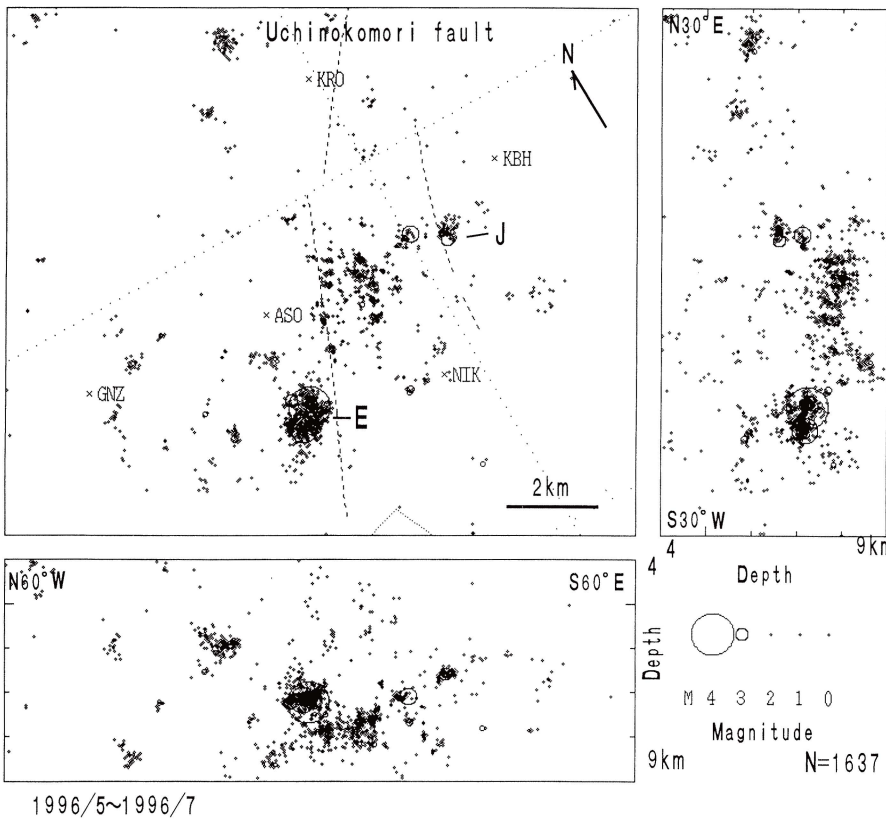 Uchinokomori fault
N
KRO
KBH
J
ASO
GNZ
NIK
E
2km
N30°E
S30°W
4
9km
Depth
N60°W
S60°E
4
Depth
9km
M 4 3 2 1 0
Magnitude
N=1637
1996/5~1996/7